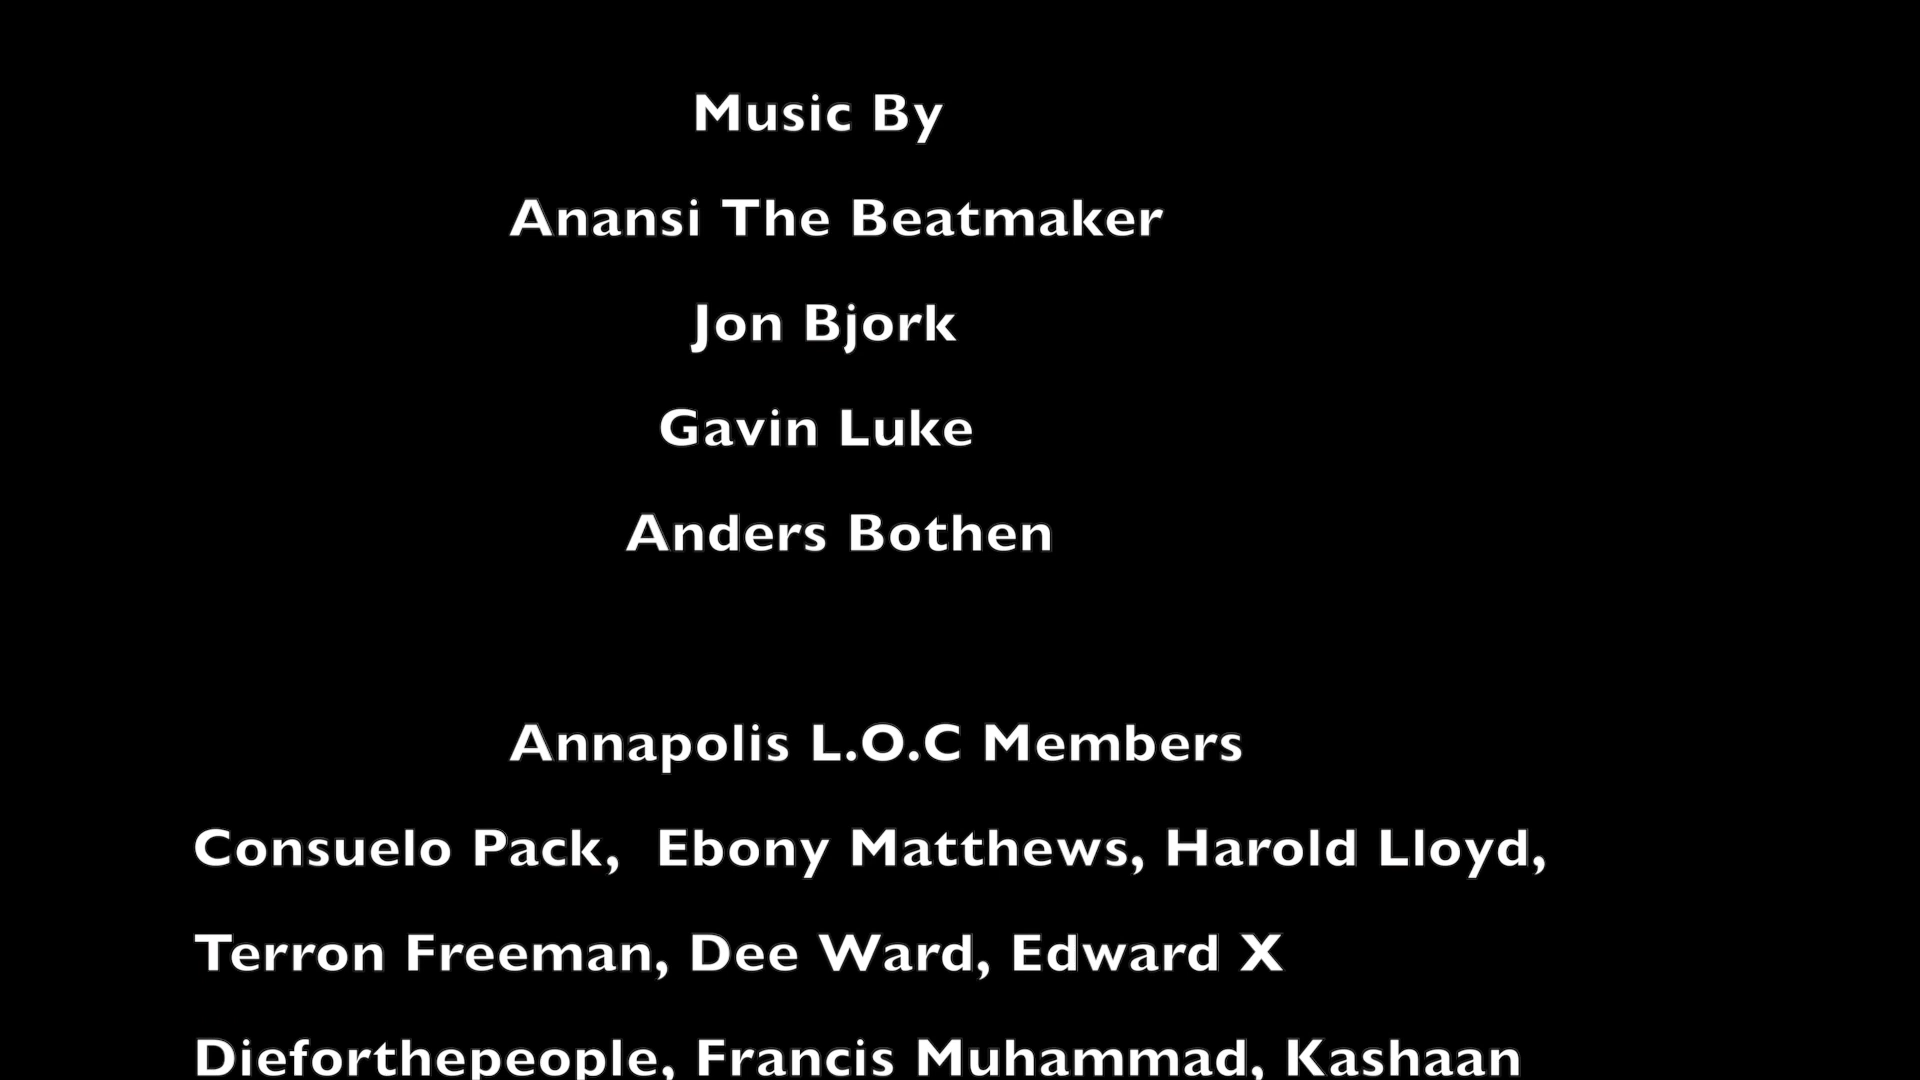 Music By
Anansi The Beatmaker
Jon Bjork
Gavin Luke
Anders Bothen
Annapolis L.O.C Members
Consuelo Pack,  Ebony Matthews, Harold Lloyd,
Terron Freeman, Dee Ward, Edward X
Dieforthepeople, Francis Muhammad, Kashaan